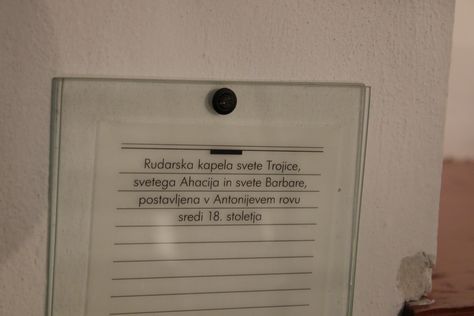 Rudarska kapela svete Trojice,
svetega Ahacija in svete Barbare,
postavljena v Antonijevem rovu
sredi 18. stoletja